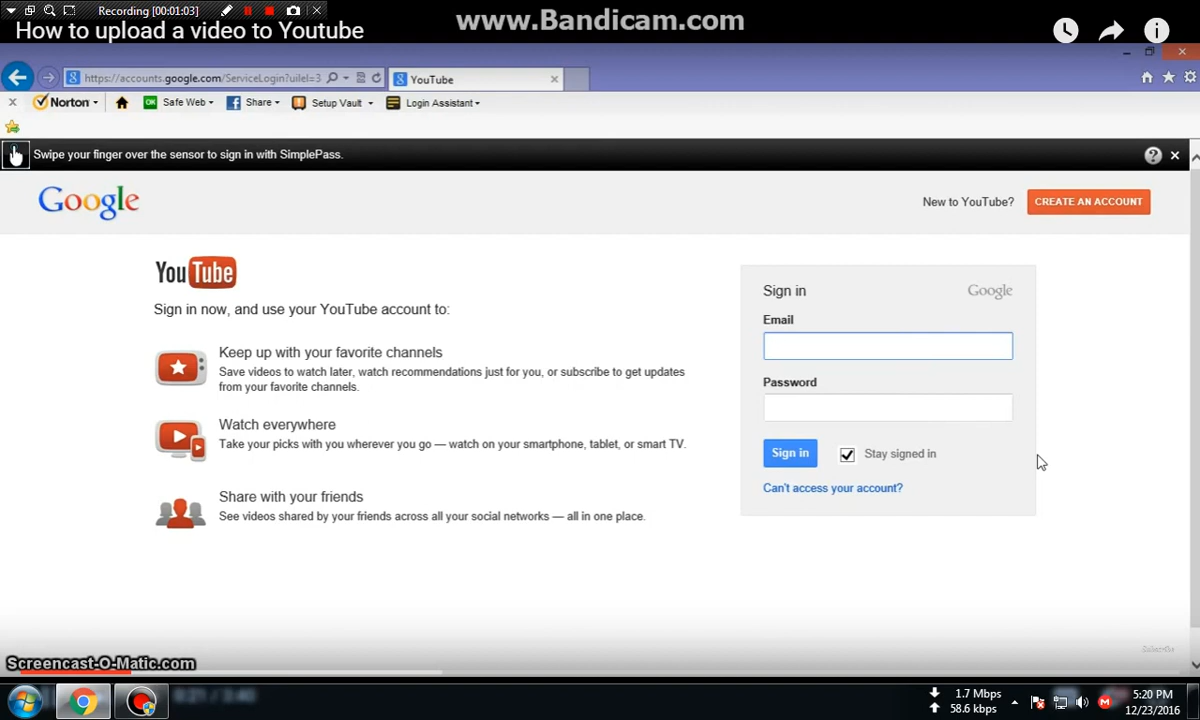 Recording [00:01:03]
www.Bandicam.com
How to upload a video to Youtube
https://accounts.google.com/ServiceLogin?uilel=3
YouTube
Norton
OK Safe Web
Share
Setup Vault
Login Assistant
Swipe your finger over the sensor to sign in with SimplePass.
Google
New to YouTube?
CREATE AN ACCOUNT
YouTube
Sign in now, and use your YouTube account to:
Keep up with your favorite channels
Save videos to watch later, watch recommendations just for you, or subscribe to get updates
from your favorite channels.
Watch everywhere
Take your picks with you wherever you go — watch on your smartphone, tablet, or smart TV.
Share with your friends
See videos shared by your friends across all your social networks — all in one place.
Sign in
Google
Email
Password
Sign in
Stay signed in
Can't access your account?
Subscribe
Screencast-O-Matic.com
0:21 / 3:40
1.7 Mbps
58.6 kbps
5:20 PM
12/23/2016